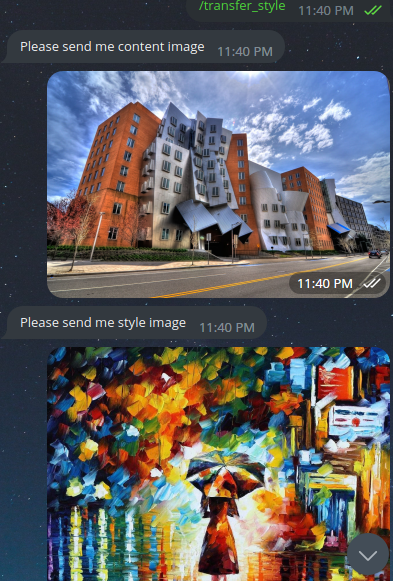 /transfer_style 11:40 PM
Please send me content image 11:40 PM
11:40 PM
Please send me style image 11:40 PM